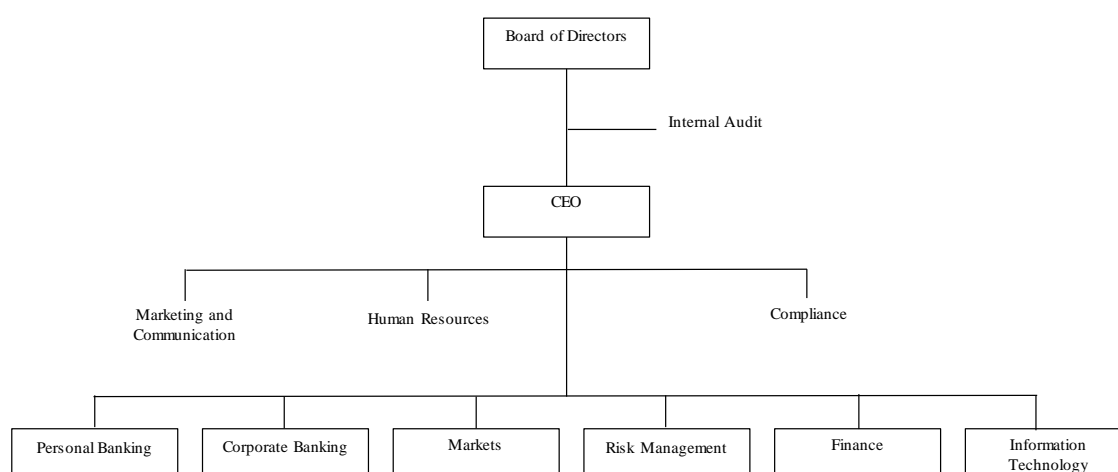 Board of Directors
Internal Audit
CEO
Marketing and
Communication
Human Resources
Compliance
Personal Banking
Corporate Banking
Markets
Risk Management
Finance
Information
Technology